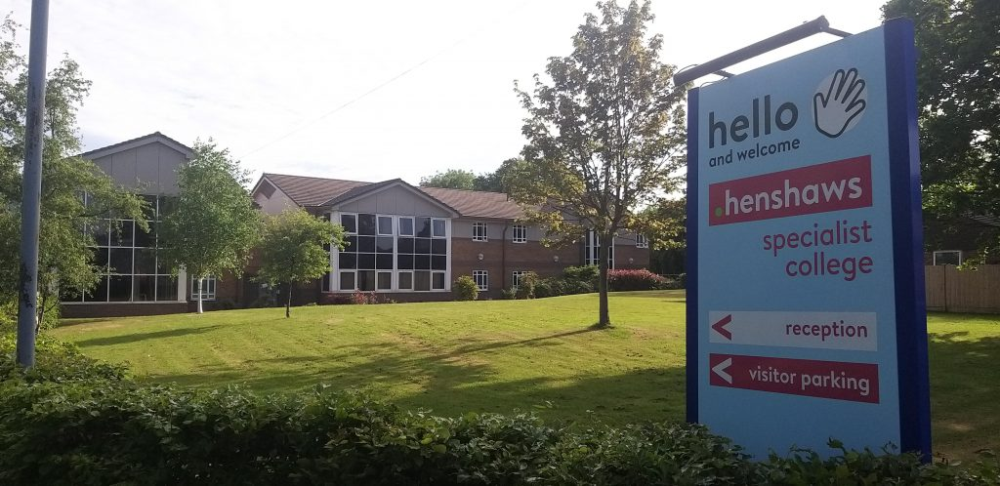 hello
and welcome
.henshaws
specialist
college
reception
visitor parking